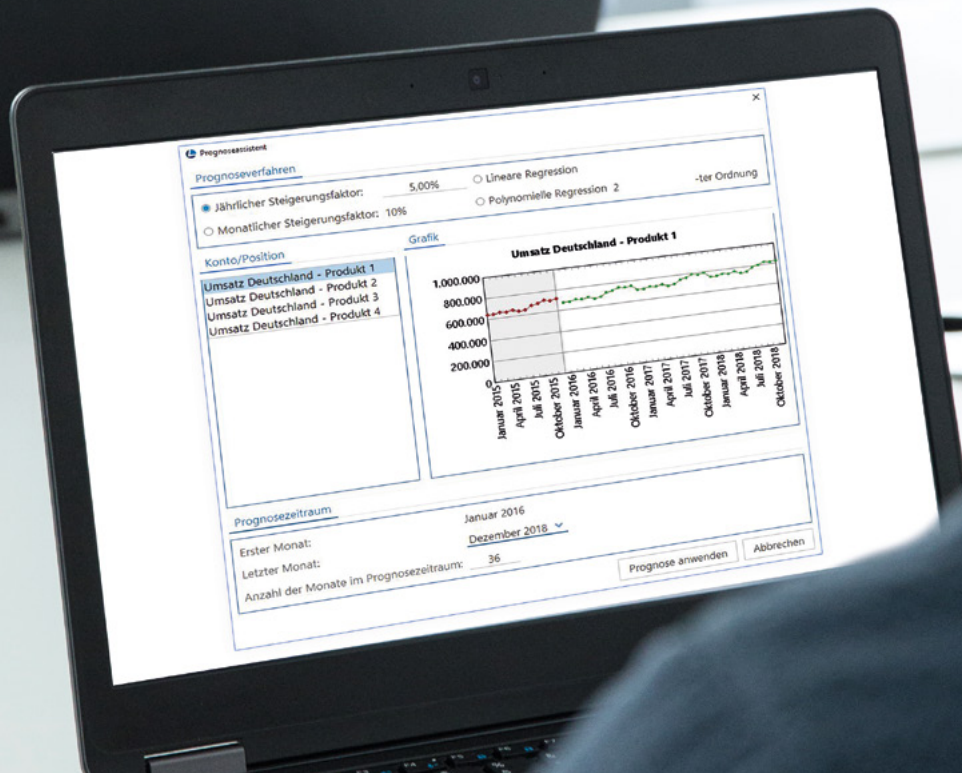 Prognoseassistent
Prognoseverfahren
Jährlicher Steigerungsfaktor: 5,00%
Lineare Regression
Monatlicher Steigerungsfaktor: 10%
Polynomielle Regression 2 -ter Ordnung
Konto/Position
Umsatz Deutschland - Produkt 1
Umsatz Deutschland - Produkt 2
Umsatz Deutschland - Produkt 3
Umsatz Deutschland - Produkt 4
Grafik
Umsatz Deutschland - Produkt 1
1.000.000
800.000
600.000
400.000
200.000
0
Januar 2015
April 2015
Juli 2015
Oktober 2015
Januar 2016
April 2016
Juli 2016
Oktober 2016
Januar 2017
April 2017
Juli 2017
Oktober 2017
Januar 2018
April 2018
Juli 2018
Oktober 2018
Prognosezeitraum
Erster Monat: Januar 2016
Letzter Monat: Dezember 2018
Anzahl der Monate im Prognosezeitraum: 36
Prognose anwenden
Abbrechen